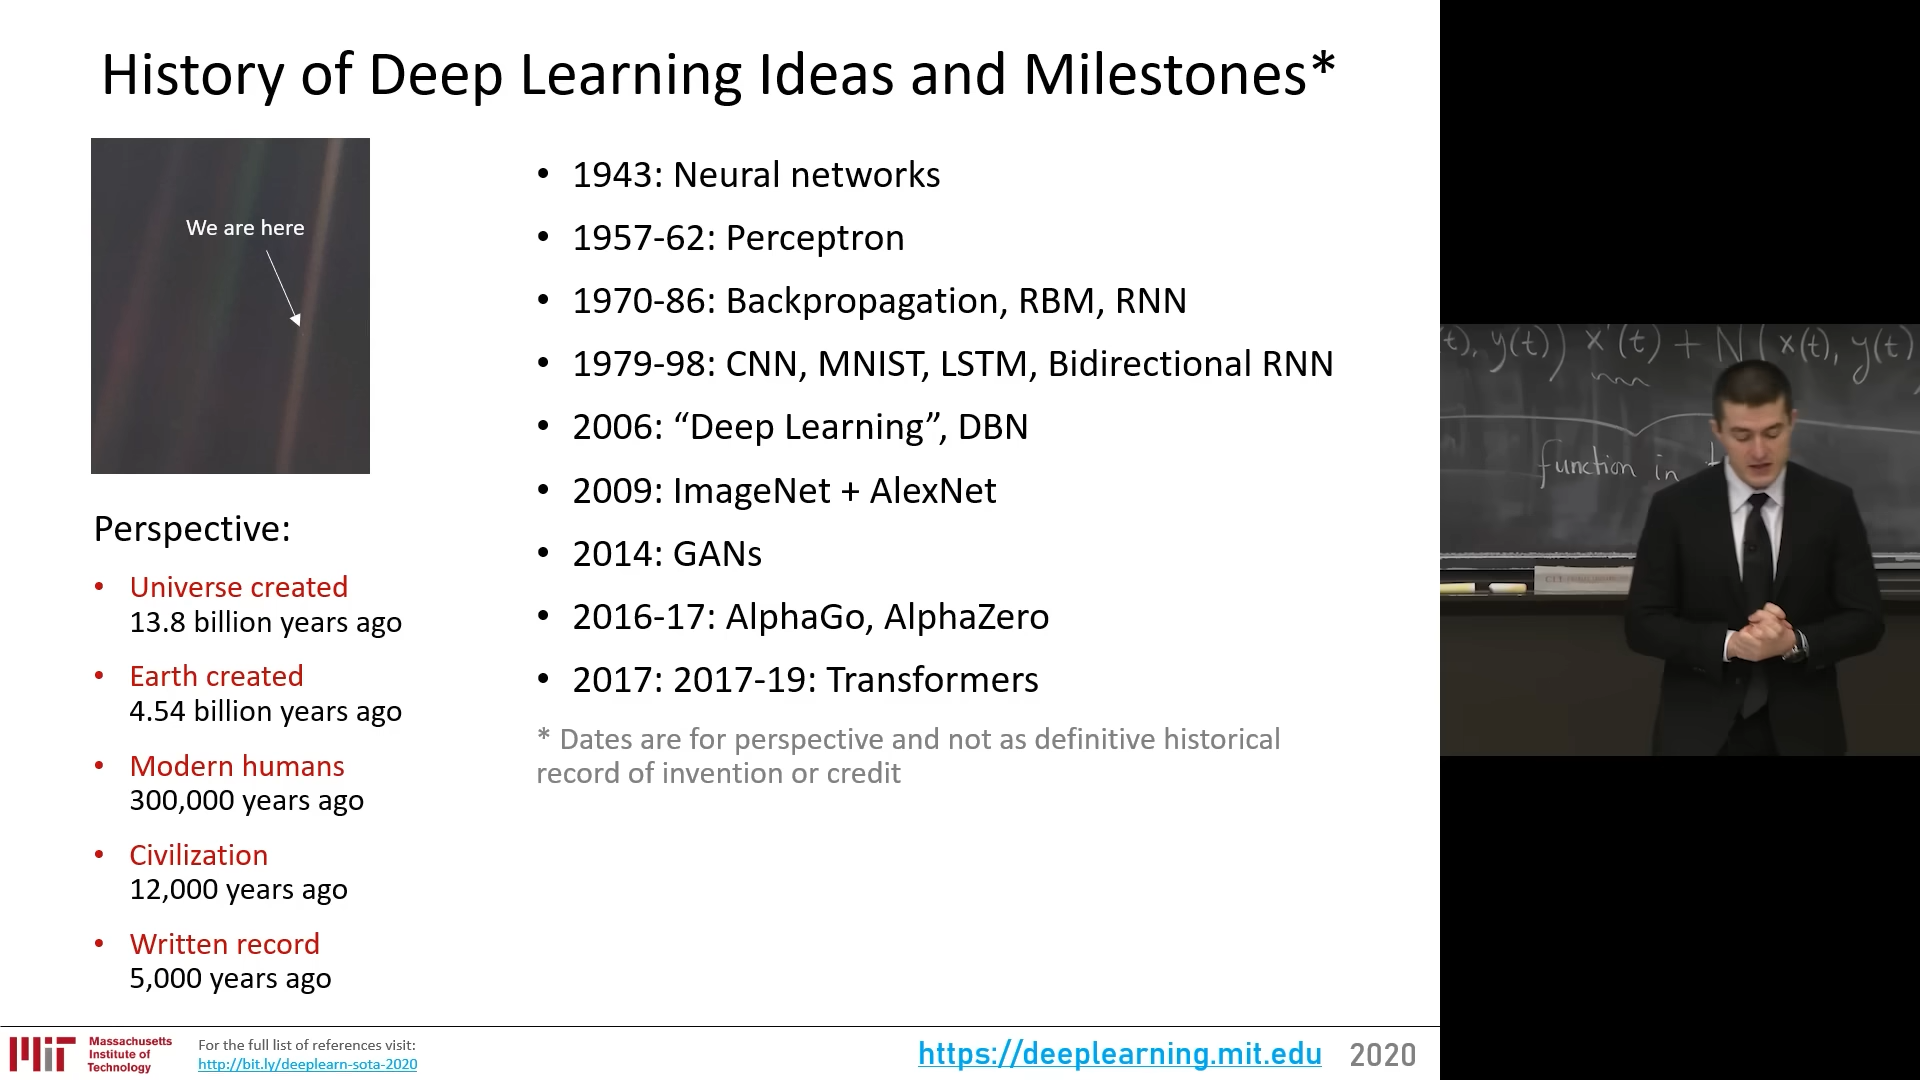 History of Deep Learning Ideas and Milestones*
We are here
Perspective:
• Universe created
13.8 billion years ago
• Earth created
4.54 billion years ago
• Modern humans
300,000 years ago
• Civilization
12,000 years ago
• Written record
5,000 years ago
• 1943: Neural networks
• 1957-62: Perceptron
• 1970-86: Backpropagation, RBM, RNN
• 1979-98: CNN, MNIST, LSTM, Bidirectional RNN
• 2006: “Deep Learning”, DBN
• 2009: ImageNet + AlexNet
• 2014: GANs
• 2016-17: AlphaGo, AlphaZero
• 2017: 2017-19: Transformers
* Dates are for perspective and not as definitive historical
record of invention or credit
Massachusetts
Institute of
Technology
For the full list of references visit:
http://bit.ly/deeplearn-sota-2020
https://deeplearning.mit.edu 2020
t), y(t)) x'(t) + N(x(t), y(t)
function in